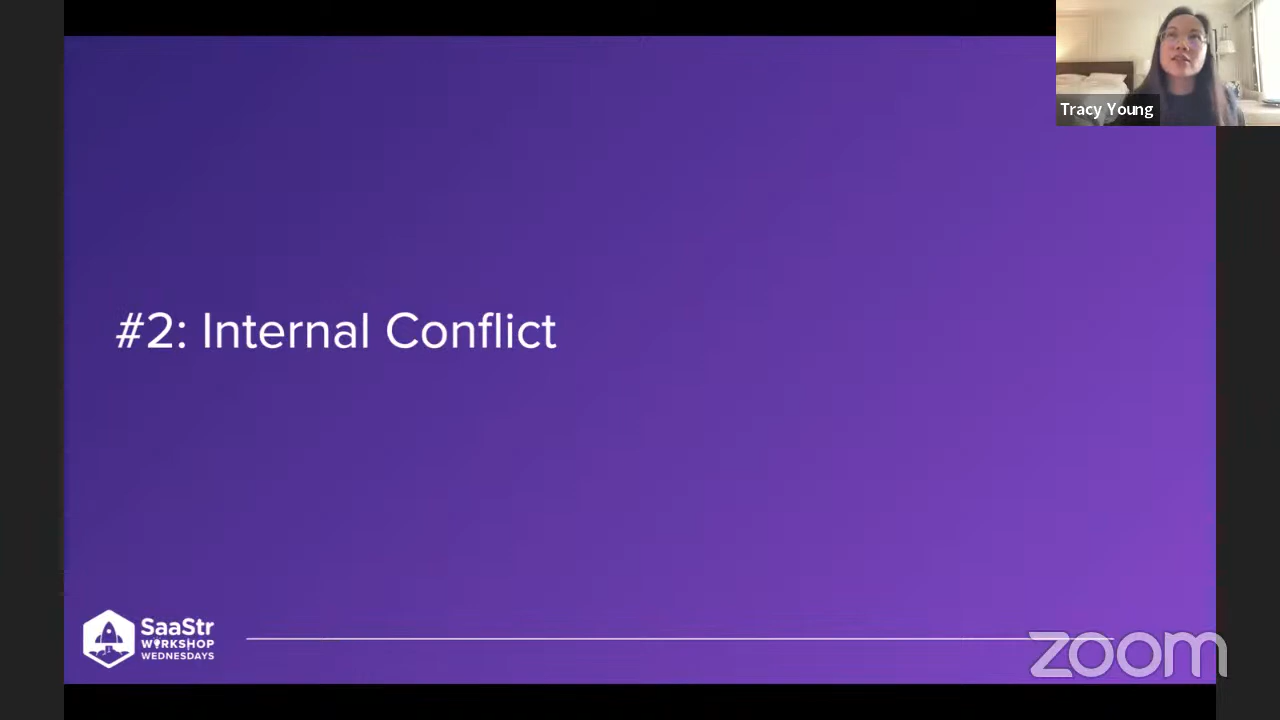 Tracy Young
#2: Internal Conflict
SaaStr
WORKSHOP
WEDNESDAYS
zoom